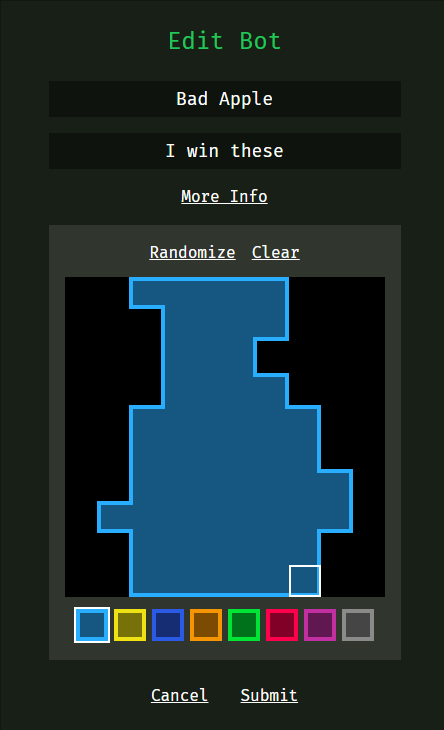 Edit Bot
Bad Apple
I win these
More Info
Randomize Clear
Cancel Submit